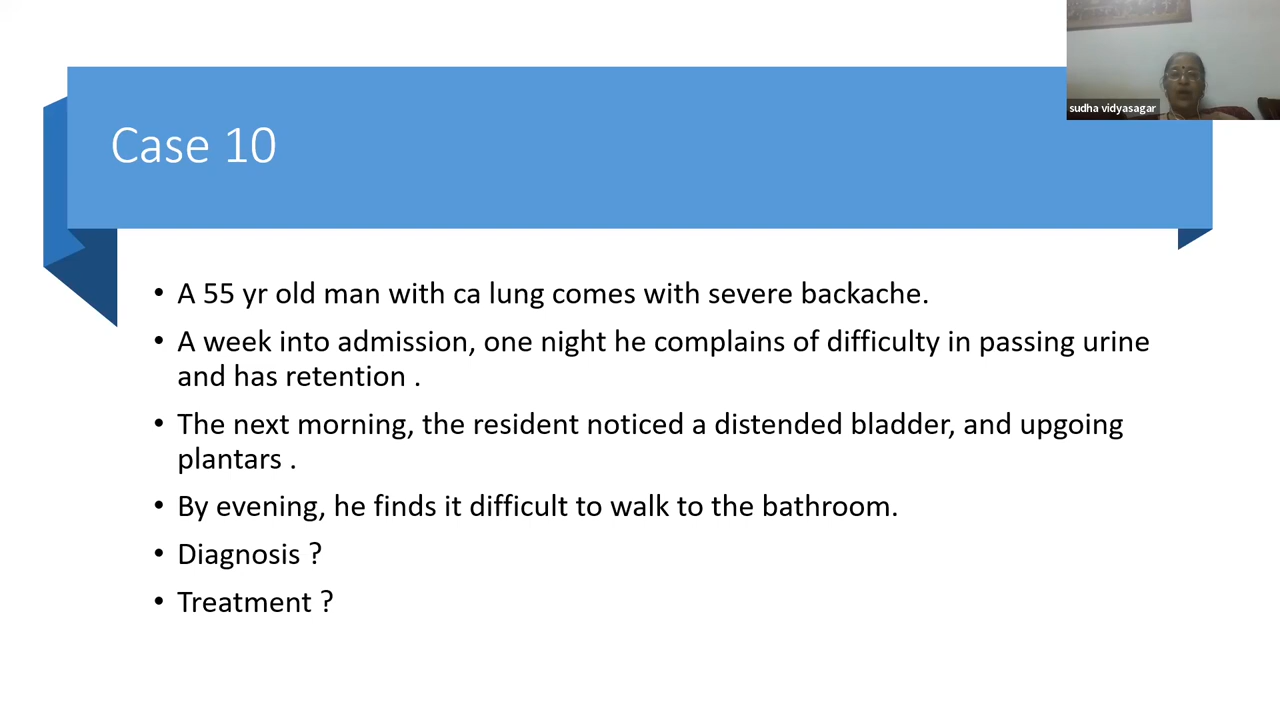 sudha vidyasagar
Case 10
• A 55 yr old man with ca lung comes with severe backache.
• A week into admission, one night he complains of difficulty in passing urine
and has retention .
• The next morning, the resident noticed a distended bladder, and upgoing
plantars .
• By evening, he finds it difficult to walk to the bathroom.
• Diagnosis ?
• Treatment ?